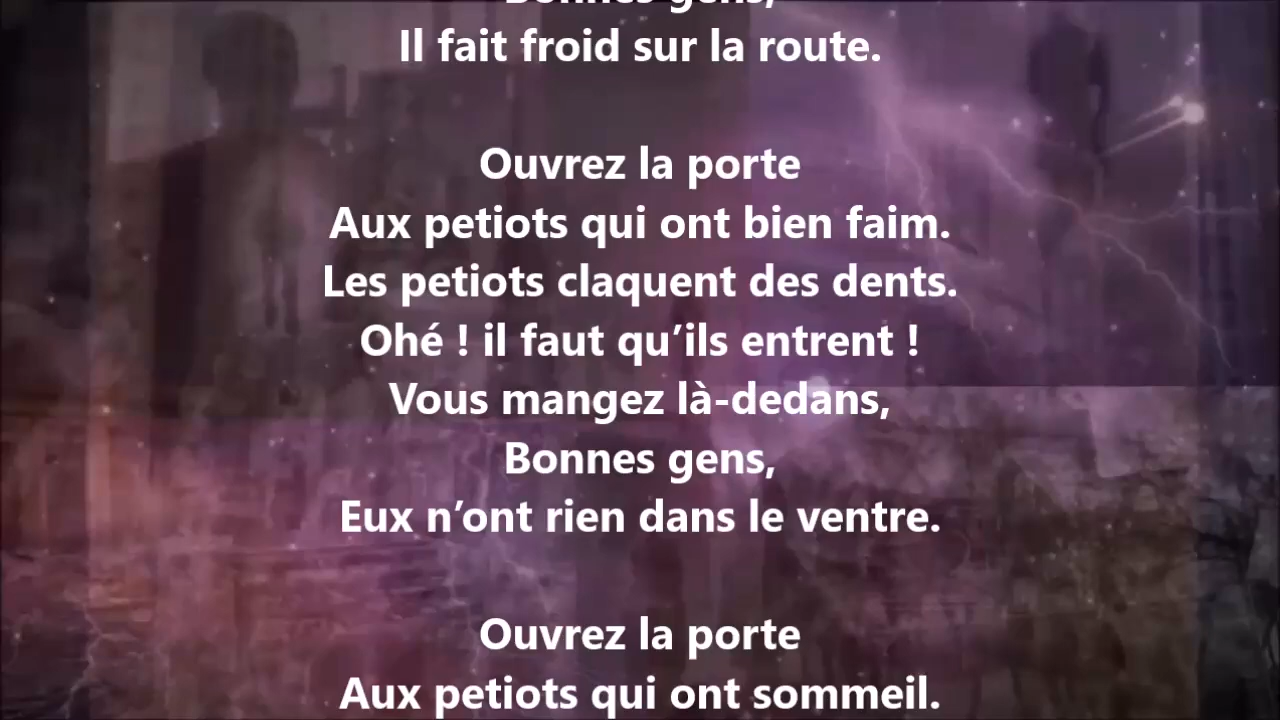 Bonnes gens,
Il fait froid sur la route.
Ouvrez la porte
Aux petiots qui ont bien faim.
Les petiots claquent des dents.
Ohé ! il faut qu’ils entrent !
Vous mangez là-dedans,
Bonnes gens,
Eux n’ont rien dans le ventre.
Ouvrez la porte
Aux petiots qui ont sommeil.